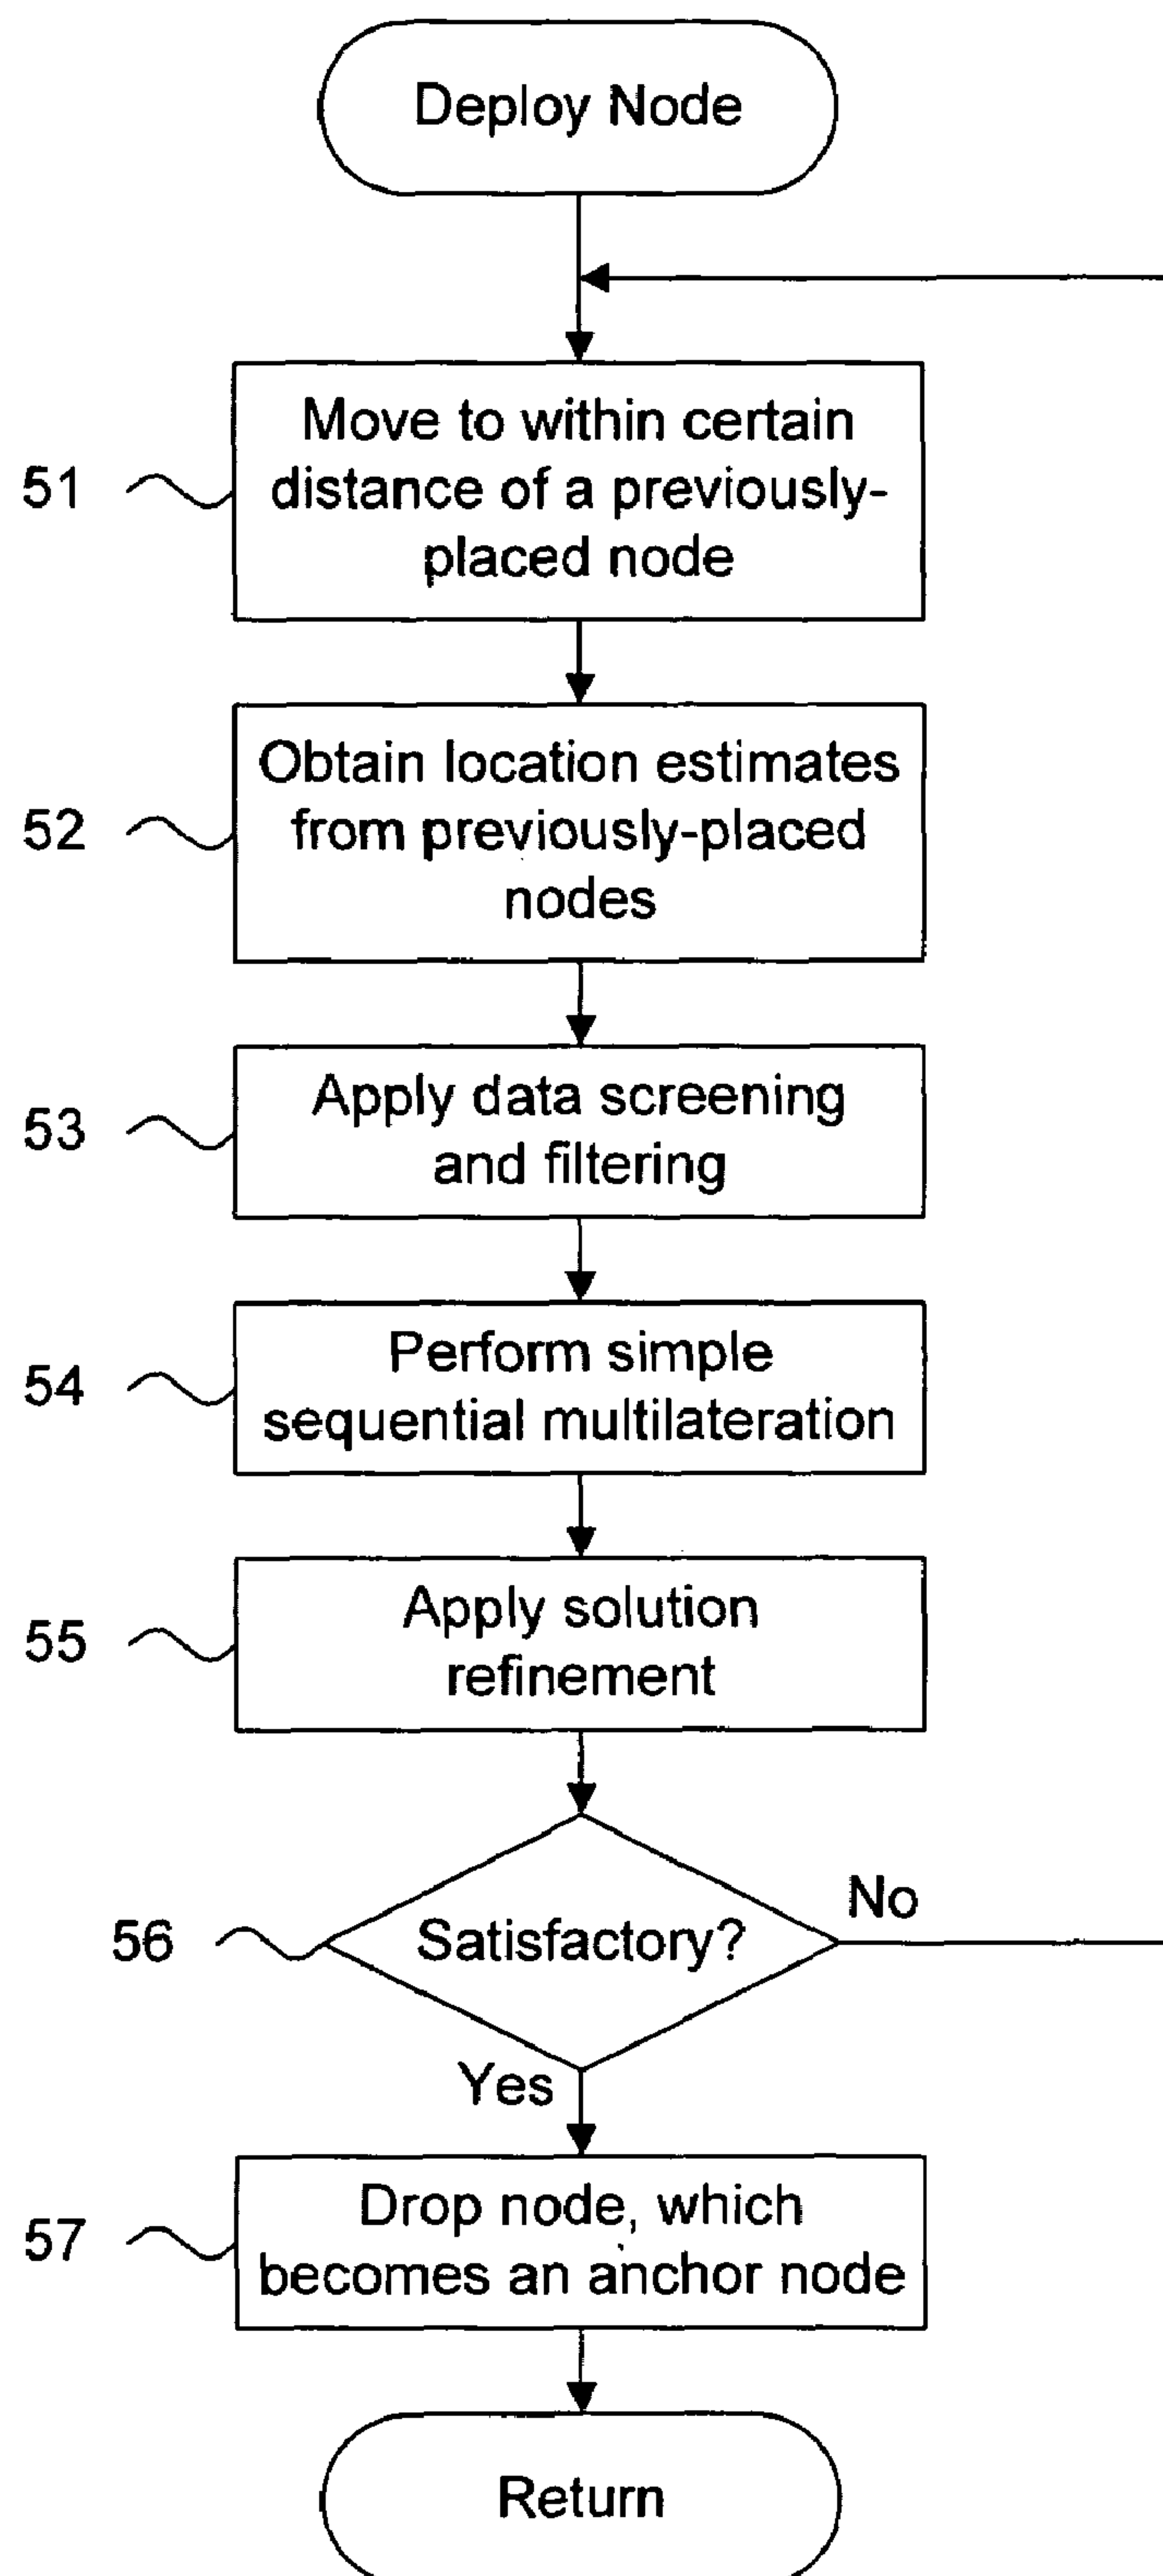 Deploy Node
51
Move to within certain
distance of a previously-
placed node
52
Obtain location estimates
from previously-placed
nodes
53
Apply data screening
and filtering
54
Perform simple
sequential multilateration
55
Apply solution
refinement
56
Satisfactory?
No
Yes
57
Drop node, which
becomes an anchor node
Return